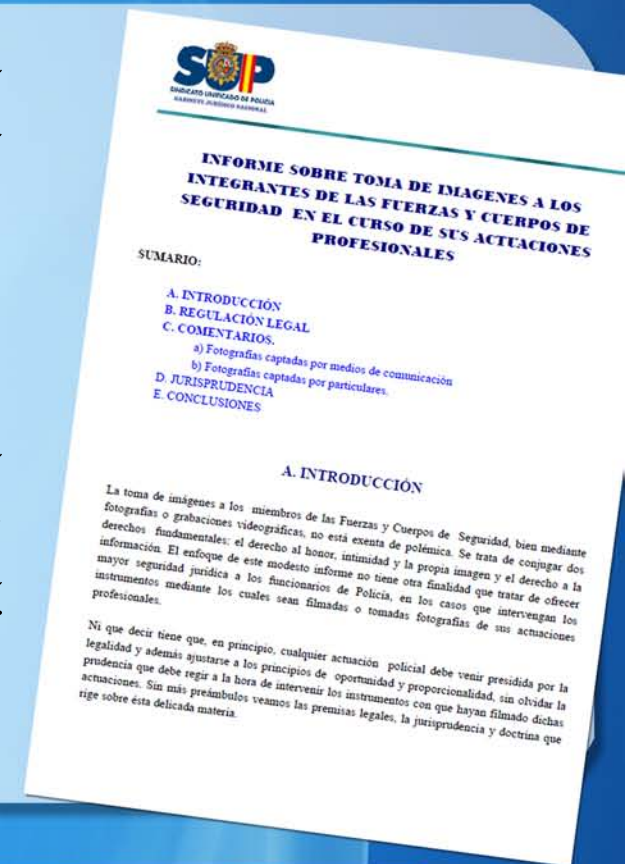 SUP
SINDICATO UNIFICADO DE POLICÍA
GABINETE JURÍDICO NACIONAL
INFORME SOBRE TOMA DE IMAGENES A LOS
INTEGRANTES DE LAS FUERZAS Y CUERPOS DE
SEGURIDAD EN EL CURSO DE SUS ACTUACIONES
PROFESIONALES
SUMARIO:
A. INTRODUCCIÓN
B. REGULACIÓN LEGAL
C. COMENTARIOS.
a) Fotografías captadas por medios de comunicación
b) Fotografías captadas por particulares.
D. JURISPRUDENCIA
E. CONCLUSIONES
A. INTRODUCCIÓN
La toma de imágenes a los miembros de las Fuerzas y Cuerpos de Seguridad, bien mediante
fotografías o grabaciones videográficas, no está exenta de polémica. Se trata de conjugar dos
derechos fundamentales; el derecho al honor, intimidad y la propia imagen y el derecho a la
información. El enfoque de este modesto informe no tiene otra finalidad que tratar de ofrecer
mayor seguridad jurídica a los funcionarios de Policía, en los casos que intervengan los
instrumentos mediante los cuales sean filmadas o tomadas fotografías de sus actuaciones
profesionales.
Ni que decir tiene que, en principio, cualquier actuación policial debe venir presidida por la
legalidad y además ajustarse a los principios de oportunidad y proporcionalidad, sin olvidar la
prudencia que debe regir a la hora de intervenir los instrumentos con que hayan filmado dichas
actuaciones. Sin más preámbulos veamos las premisas legales, la jurisprudencia y doctrina que
rige sobre ésta delicada materia.